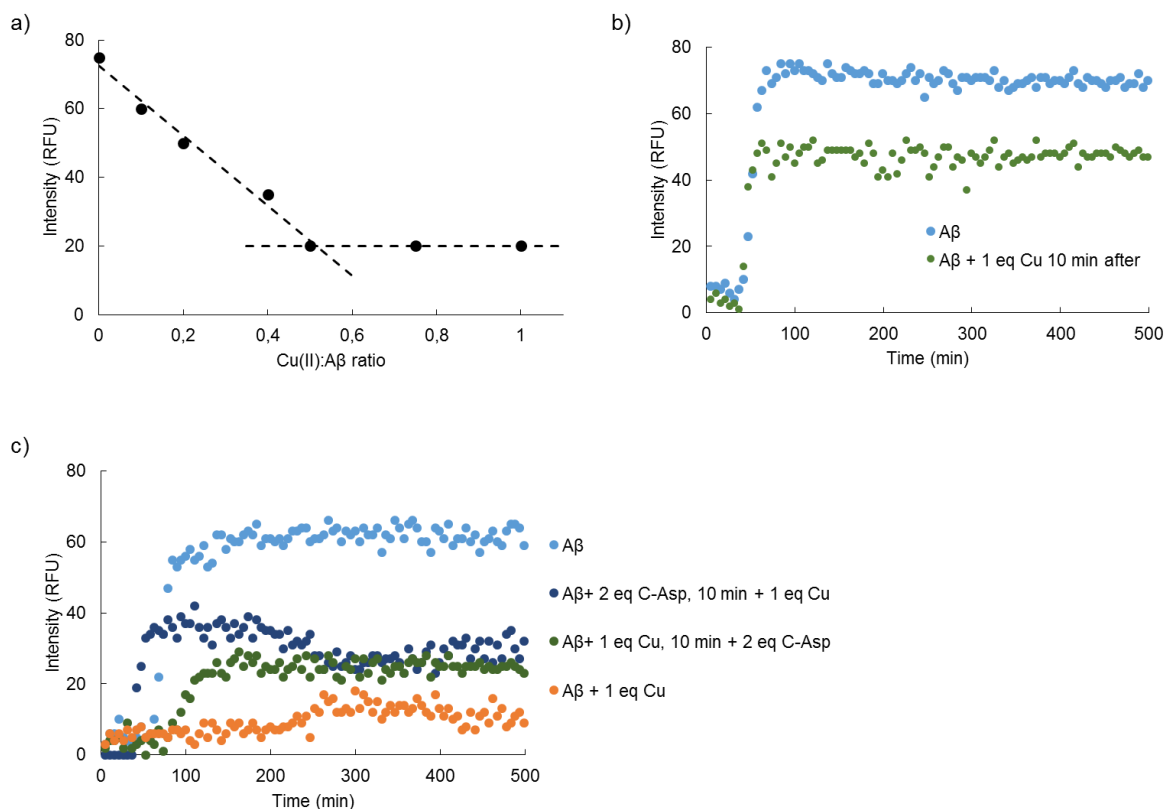 a)
80
60
40
20
0
Intensity (RFU)
0
0,2
0,4
0,6
0,8
1
Cu(II):Aβ ratio
b)
80
60
40
20
0
Intensity (RFU)
Aβ
Aβ + 1 eq Cu 10 min after
0
100
200
300
400
500
Time (min)
c)
80
60
40
20
0
Intensity (RFU)
Aβ
Aβ+ 2 eq C-Asp, 10 min + 1 eq Cu
Aβ+ 1 eq Cu, 10 min + 2 eq C-Asp
Aβ + 1 eq Cu
0
100
200
300
400
500
Time (min)